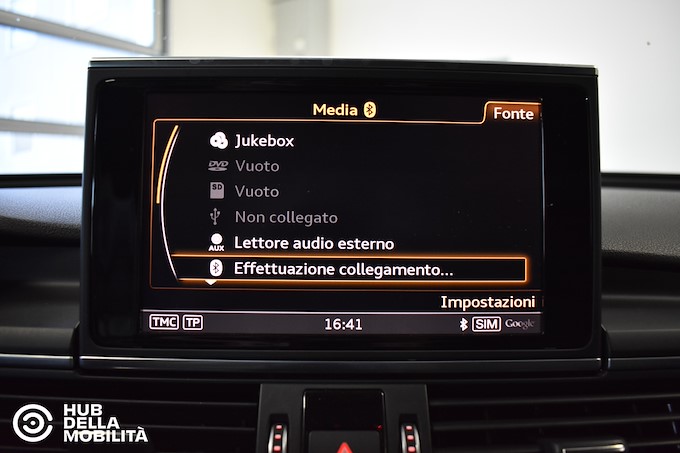 Media
Fonte
Jukebox
DVD Vuoto
SD Vuoto
Non collegato
AUX Lettore audio esterno
Effettuazione collegamento...
Impostazioni
TMC TP 16:41 SIM Google
HUB
DELLA
MOBILITÀ